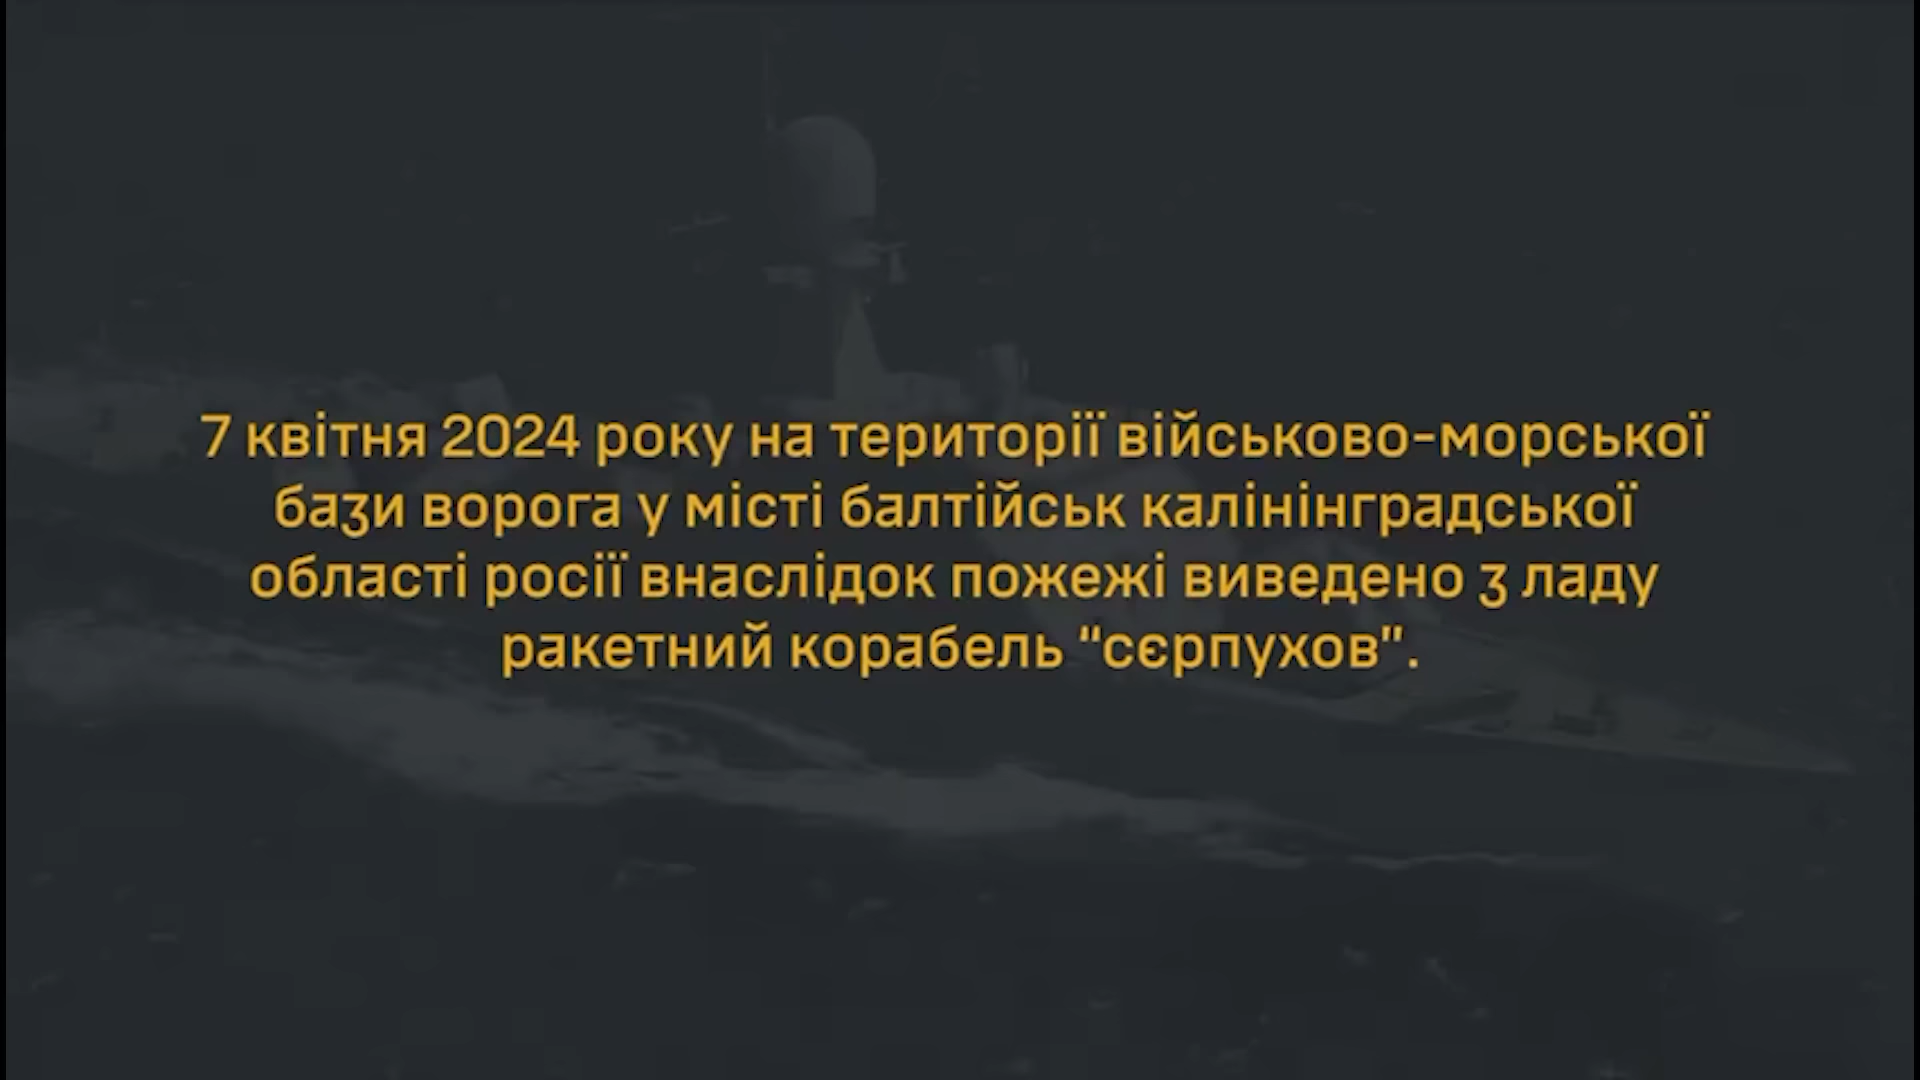 7 квітня 2024 року на території військово-морської
бази ворога у місті балтійськ калінінградської
області росії внаслідок пожежі виведено з ладу
ракетний корабель “сєрпухов”.